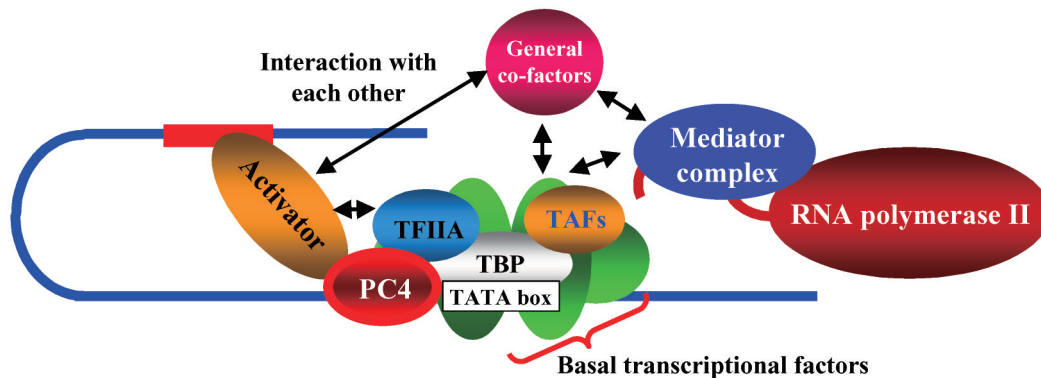 General
co-factors
Interaction with
each other
Mediator
complex
Activator
RNA polymerase II
TFIIA
TAFs
TBP
PC4
TATA box
Basal transcriptional factors